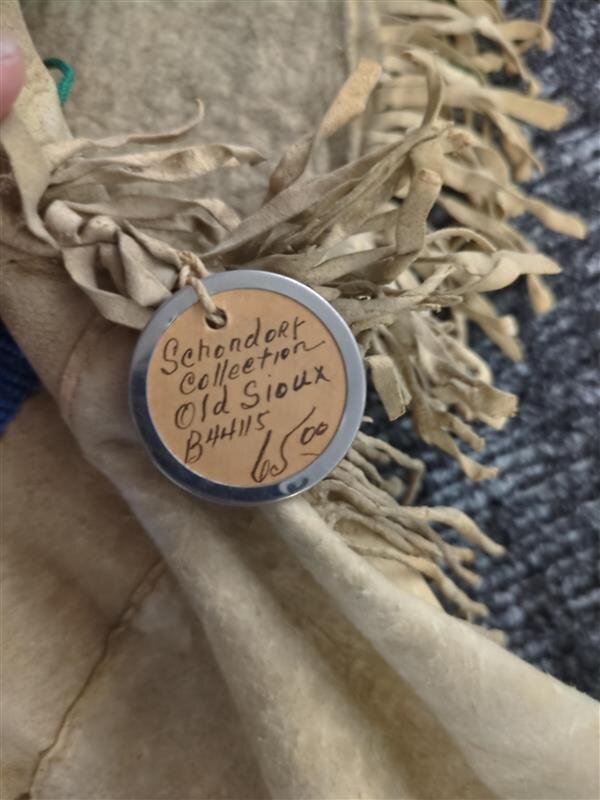 Schondorf
Collection
Old Sioux
B44115
65.00